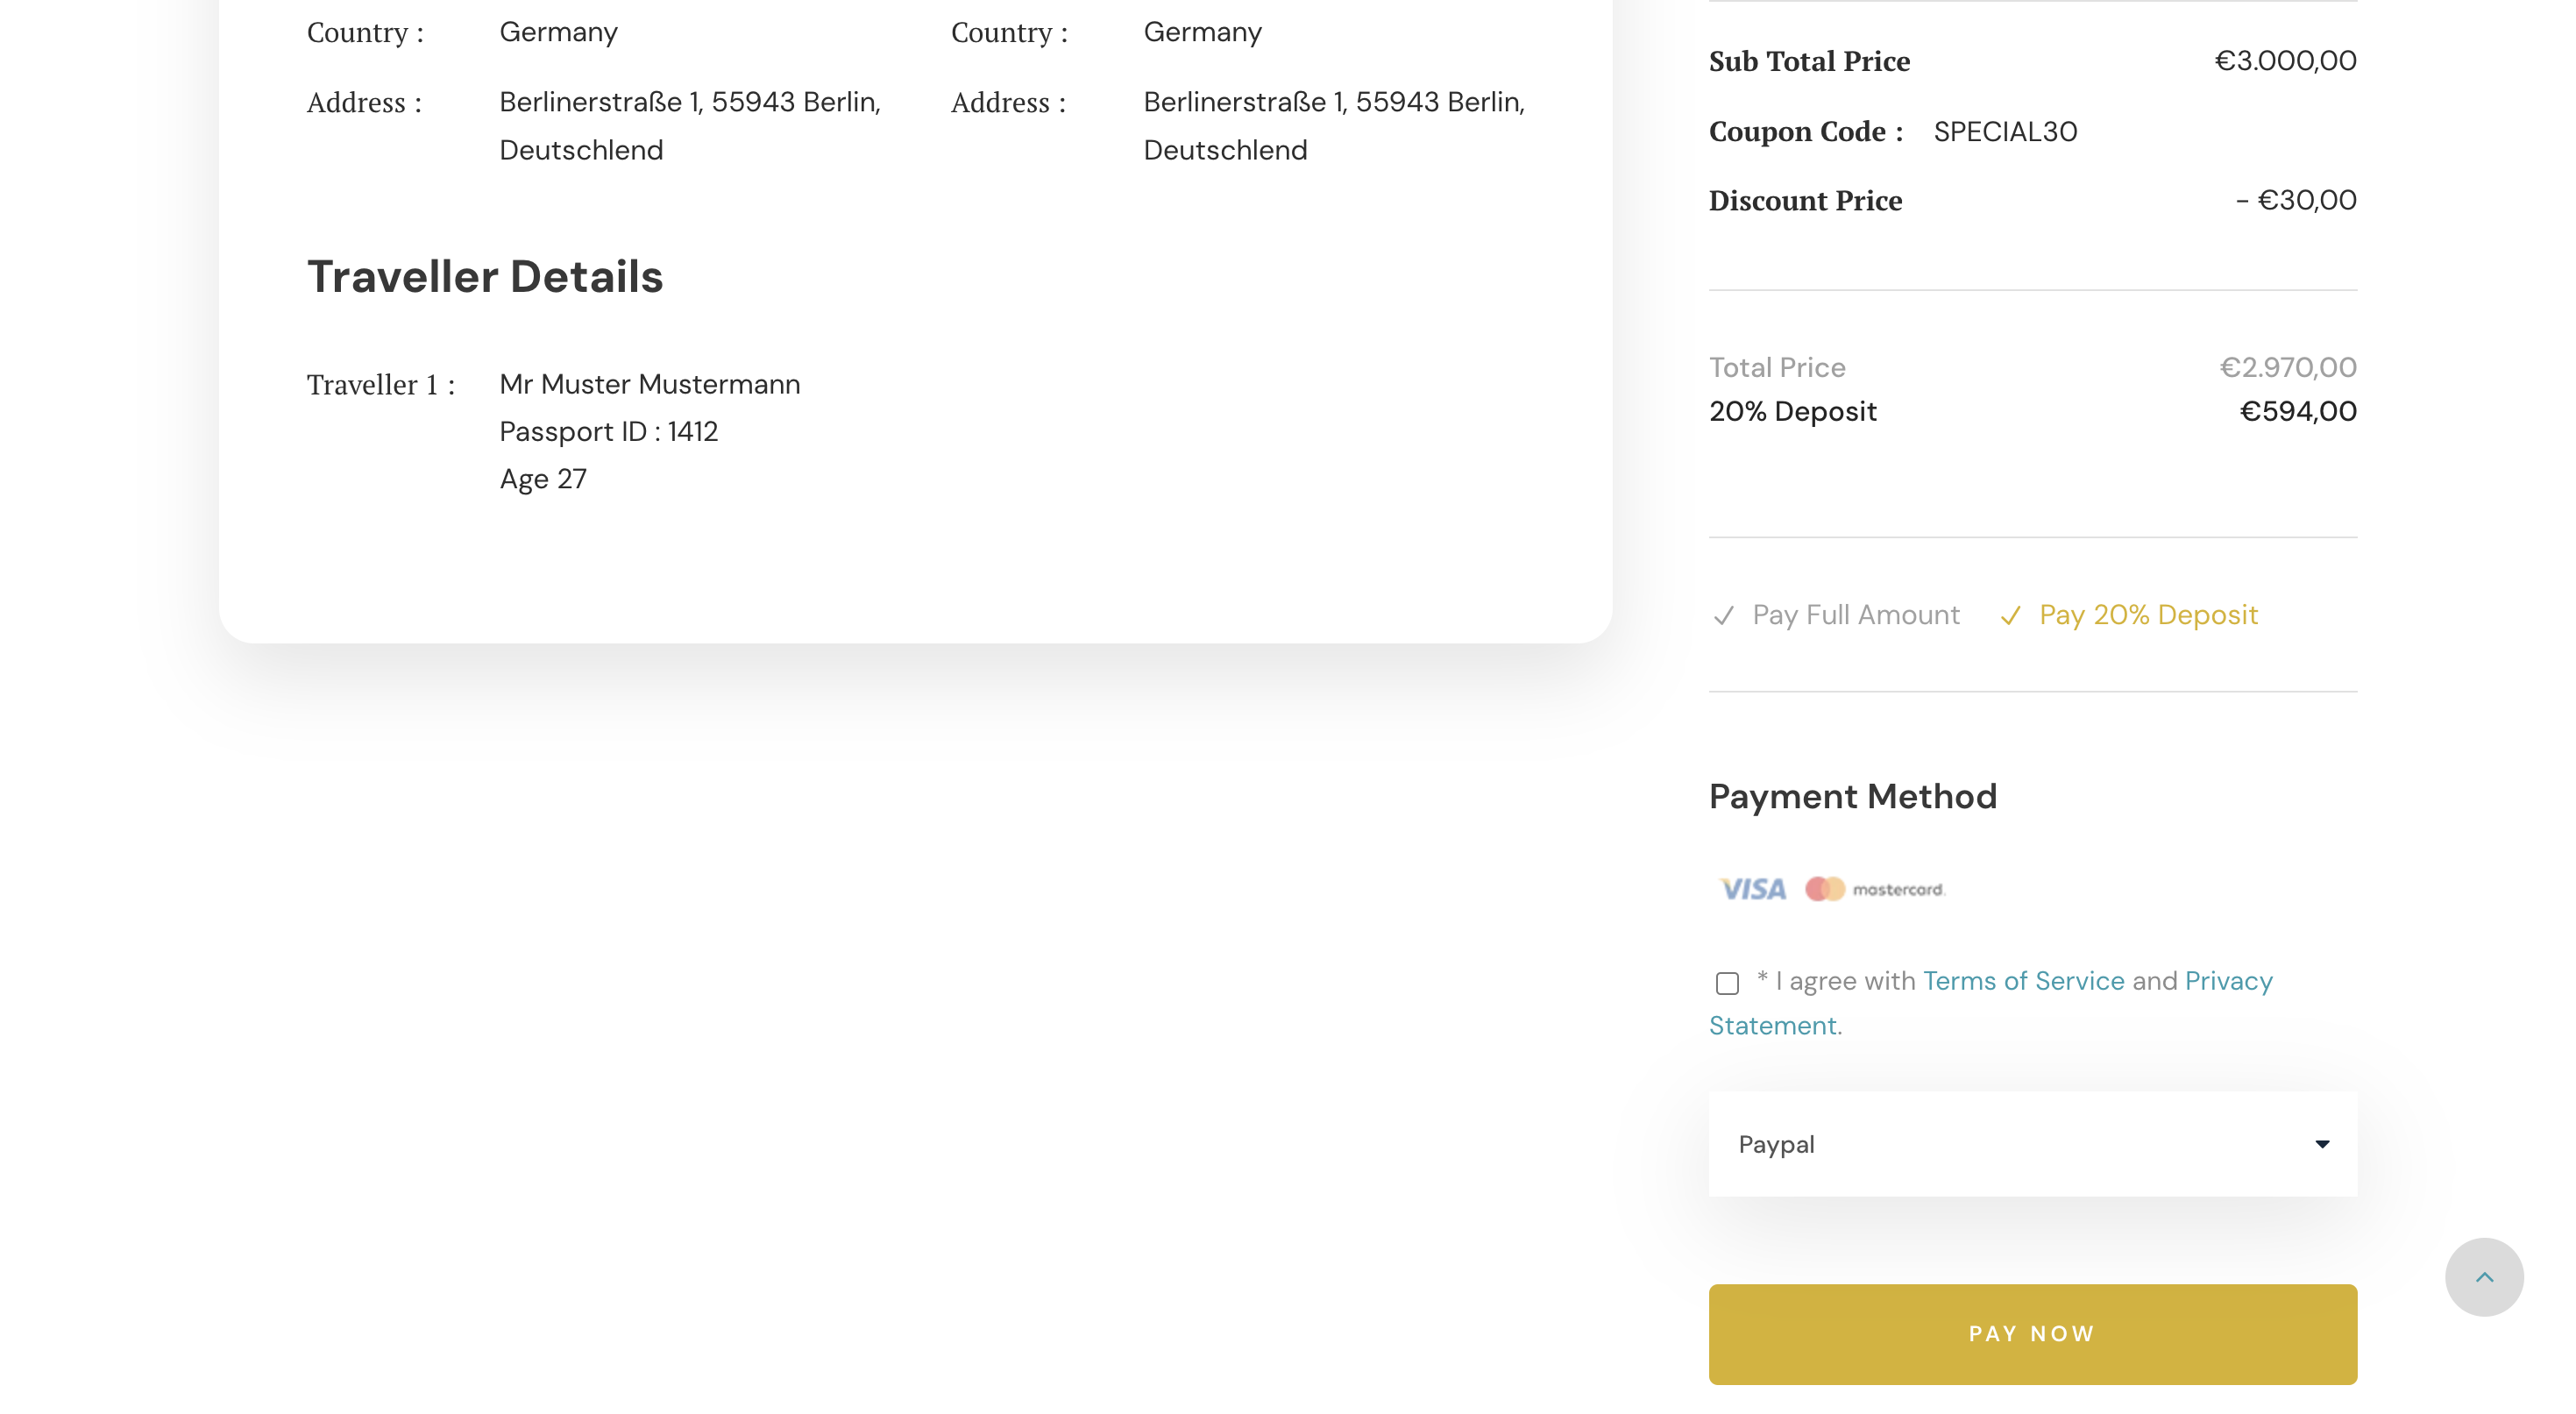 Country : Germany
Address : Berlinerstraße 1, 55943 Berlin,
Deutschlend
Country : Germany
Address : Berlinerstraße 1, 55943 Berlin,
Deutschlend
Traveller Details
Traveller 1 : Mr Muster Mustermann
Passport ID : 1412
Age 27
Sub Total Price €3.000,00
Coupon Code : SPECIAL30
Discount Price - €30,00
Total Price €2.970,00
20% Deposit €594,00
Pay Full Amount Pay 20% Deposit
Payment Method
VISA mastercard.
* I agree with Terms of Service and Privacy
Statement.
Paypal
PAY NOW